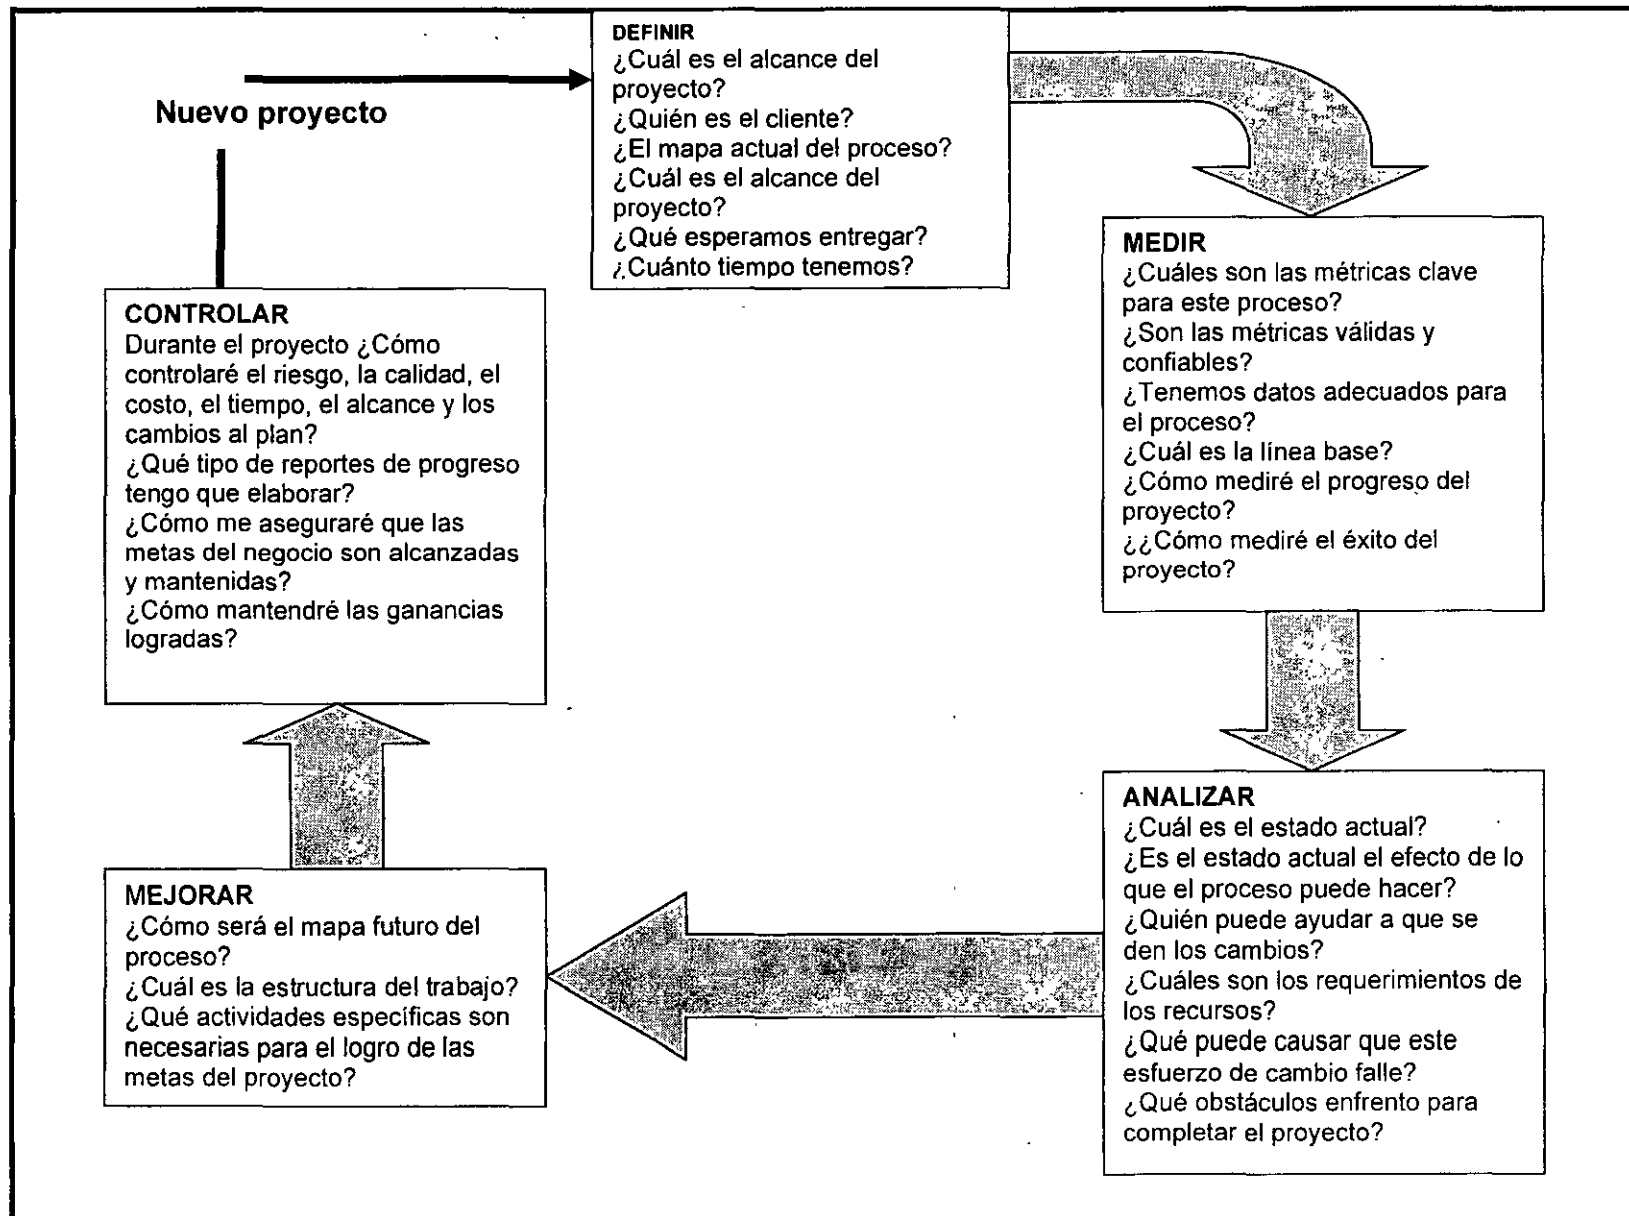 Nuevo proyecto
DEFINIR
¿Cuál es el alcance del
proyecto?
¿Quién es el cliente?
¿El mapa actual del proceso?
¿Cuál es el alcance del
proyecto?
¿Qué esperamos entregar?
¿Cuánto tiempo tenemos?
MEDIR
¿Cuáles son las métricas clave
para este proceso?
¿Son las métricas válidas y
confiables?
¿Tenemos datos adecuados para
el proceso?
¿Cuál es la línea base?
¿Cómo mediré el progreso del
proyecto?
¿¿Cómo mediré el éxito del
proyecto?
ANALIZAR
¿Cuál es el estado actual?
¿Es el estado actual el efecto de lo
que el proceso puede hacer?
¿Quién puede ayudar a que se
den los cambios?
¿Cuáles son los requerimientos de
los recursos?
¿Qué puede causar que este
esfuerzo de cambio falle?
¿Qué obstáculos enfrento para
completar el proyecto?
MEJORAR
¿Cómo será el mapa futuro del
proceso?
¿Cuál es la estructura del trabajo?
¿Qué actividades específicas son
necesarias para el logro de las
metas del proyecto?
CONTROLAR
Durante el proyecto ¿Cómo
controlaré el riesgo, la calidad, el
costo, el tiempo, el alcance y los
cambios al plan?
¿Qué tipo de reportes de progreso
tengo que elaborar?
¿Cómo me aseguraré que las
metas del negocio son alcanzadas
y mantenidas?
¿Cómo mantendré las ganancias
logradas?